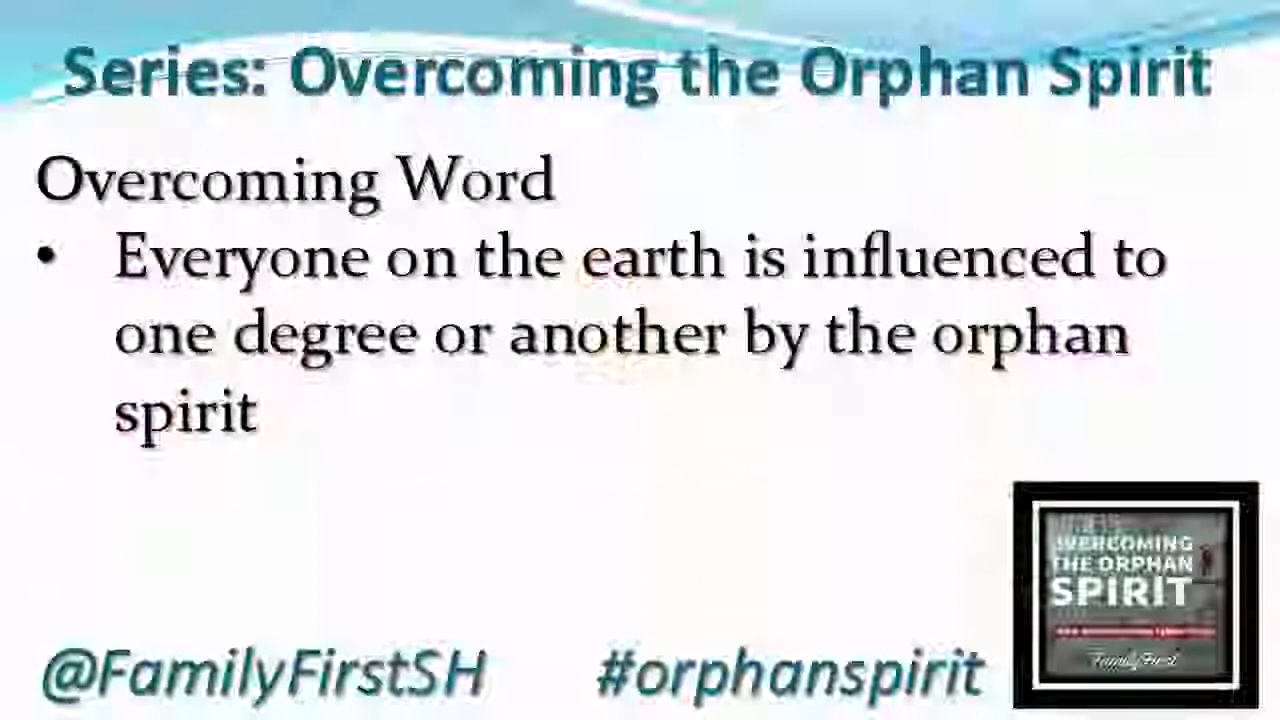 Series: Overcoming the Orphan Spirit
Overcoming Word
• Everyone on the earth is influenced to
one degree or another by the orphan
spirit
OVERCOMING
THE ORPHAN
SPIRIT
FamilyFirst
@FamilyFirstSH #orphanspirit